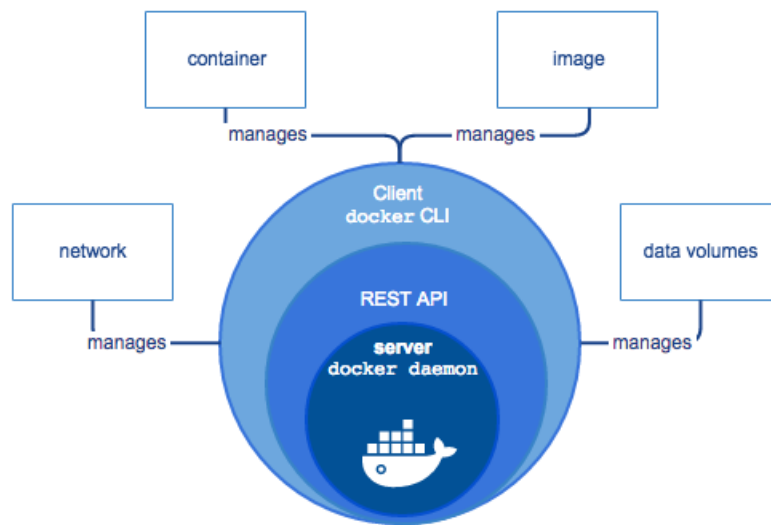 container
image
manages
manages
Client
docker CLI
network
data volumes
REST API
manages
server
manages
docker daemon